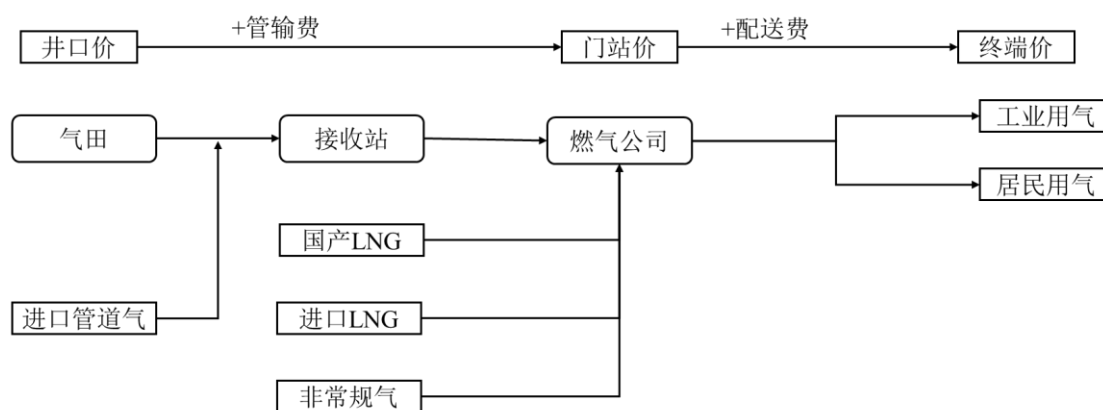 井口价
+管输费
门站价
+配送费
终端价
气田
接收站
燃气公司
工业用气
居民用气
国产LNG
进口管道气
进口LNG
非常规气